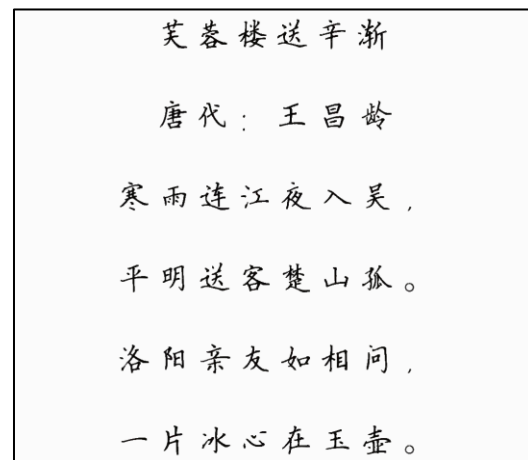 芙蓉楼送辛渐
唐代：王昌龄
寒雨连江夜入吴，
平明送客楚山孤。
洛阳亲友如相问，
一片冰心在玉壶。